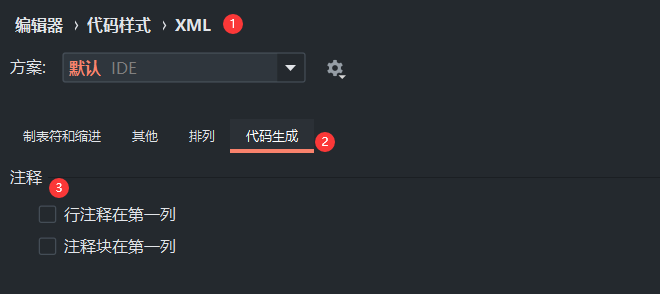 编辑器 › 代码样式 › XML 1
方案: 默认 IDE
制表符和缩进 其他 排列 代码生成 2
注释 3
行注释在第一列
注释块在第一列